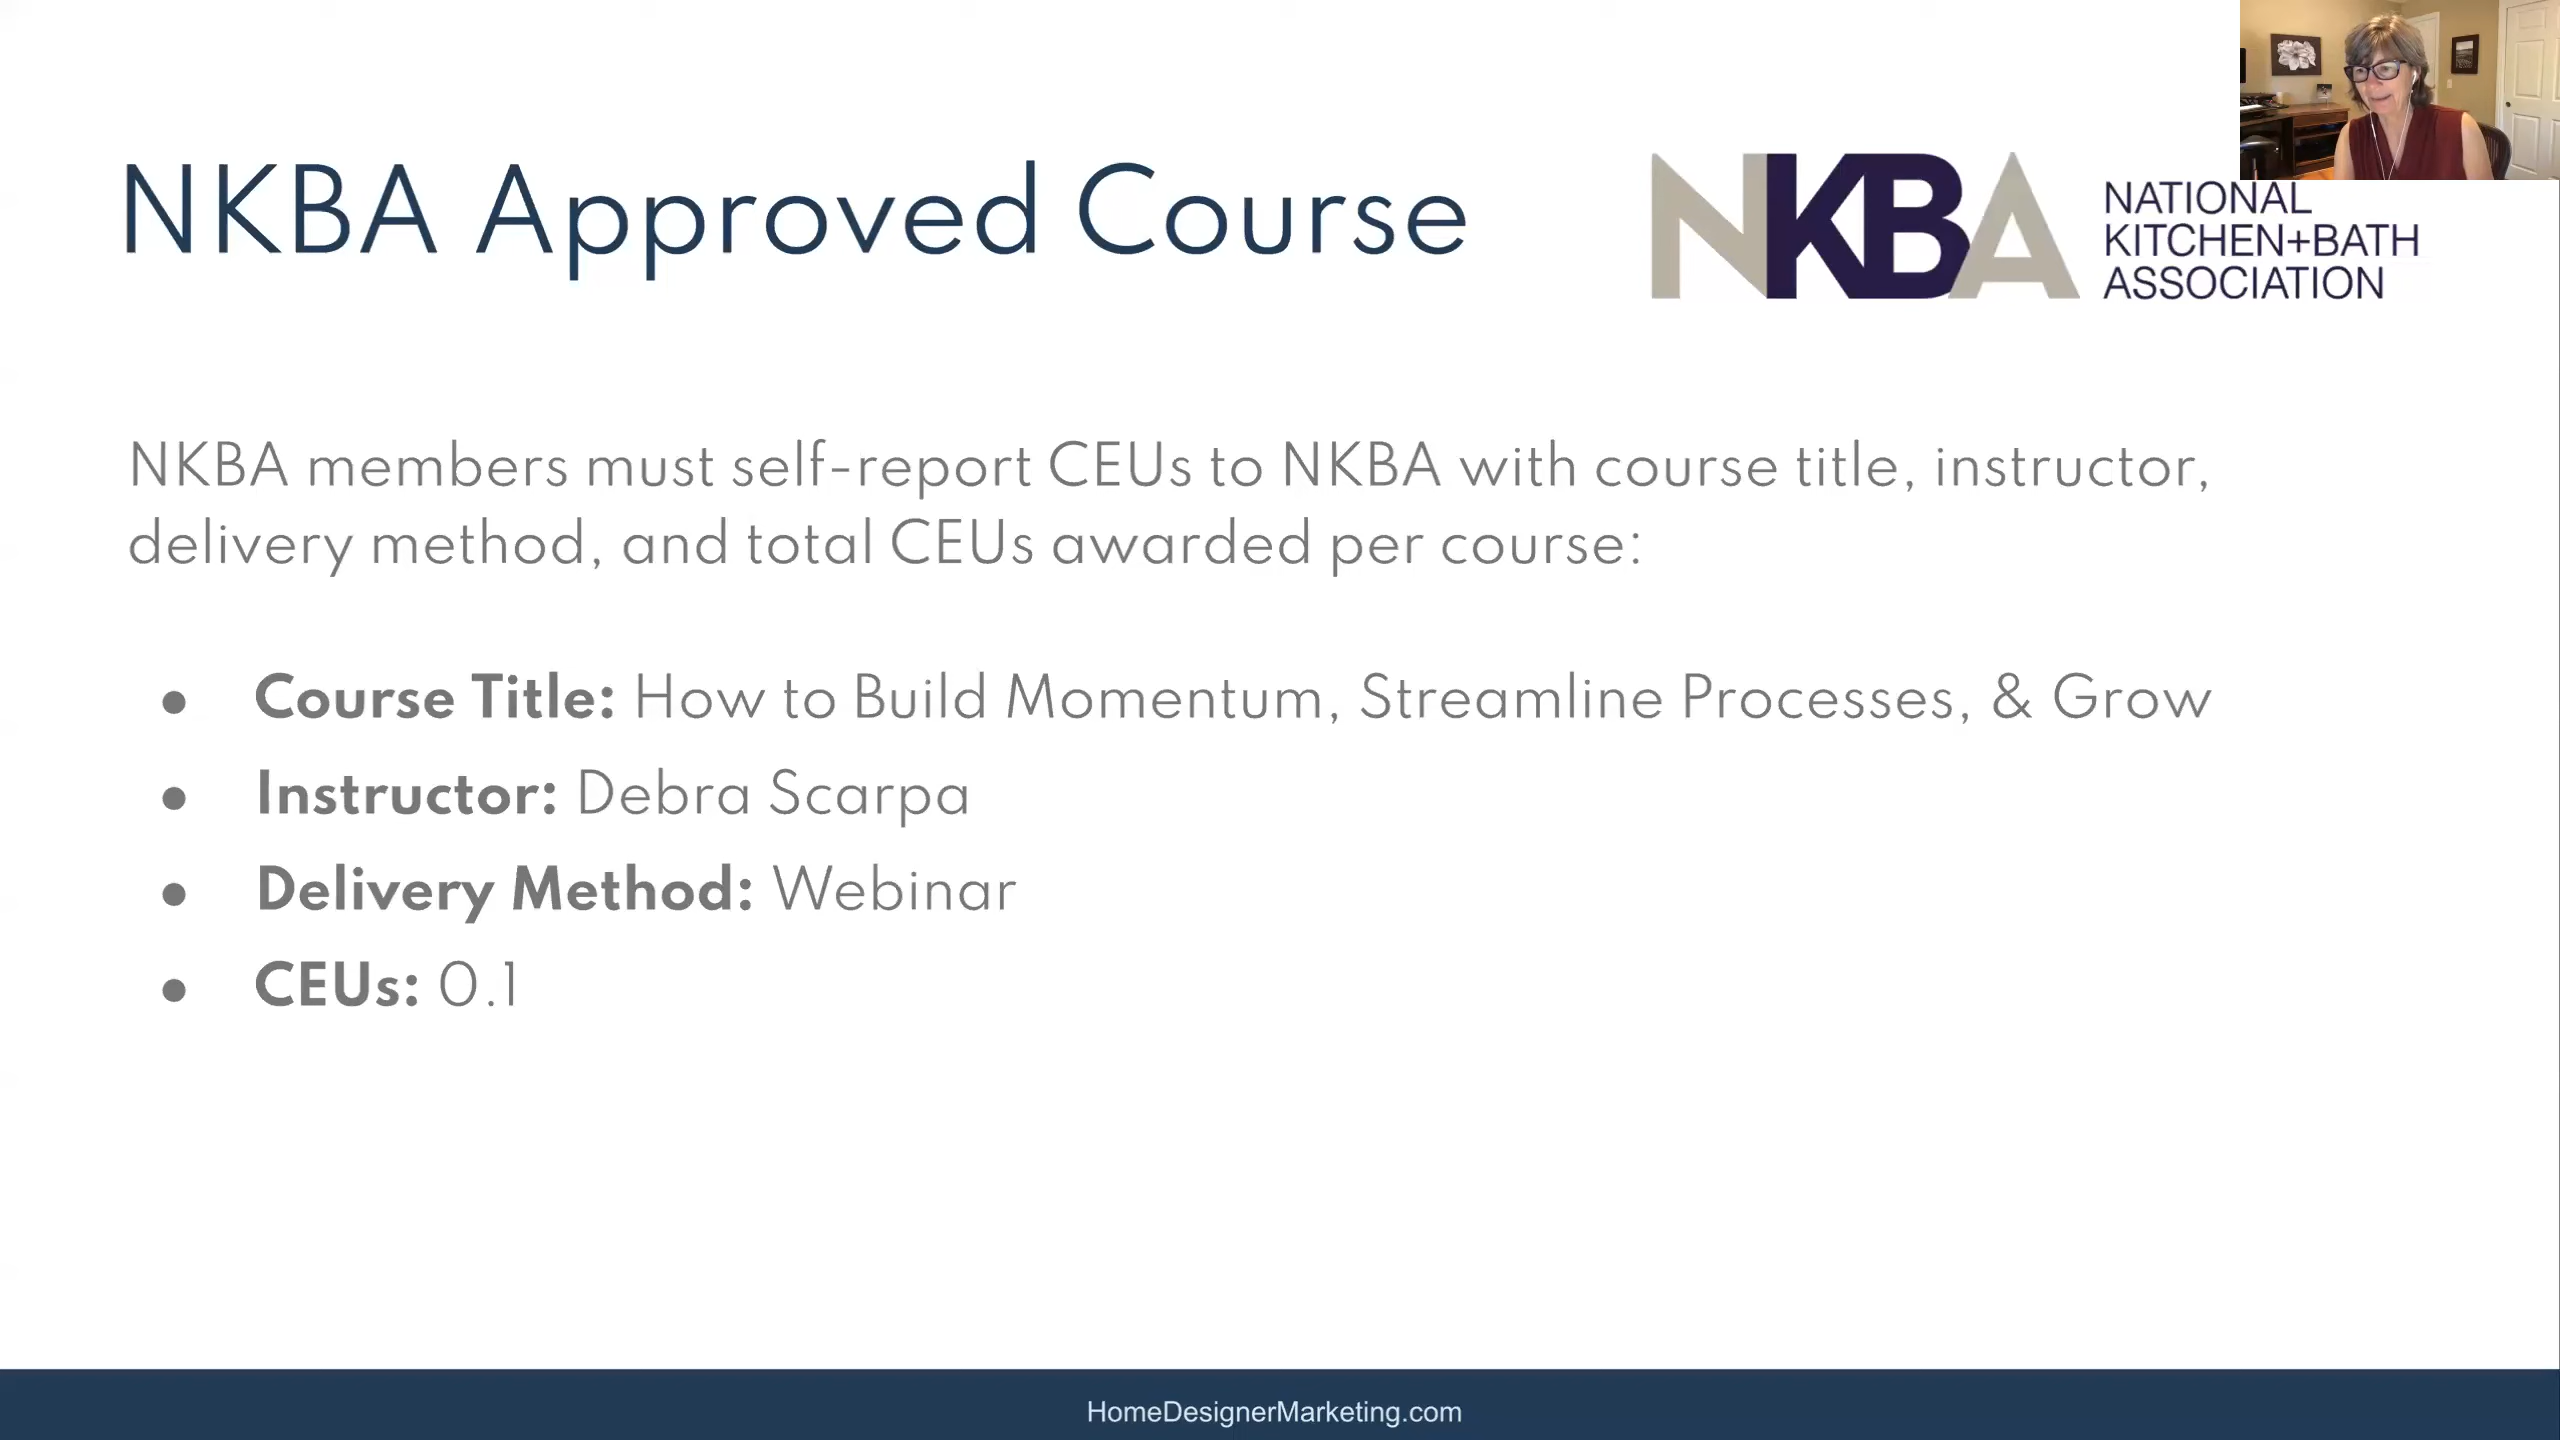 NKBA Approved Course
NKBA
NATIONAL
KITCHEN+BATH
ASSOCIATION
NKBA members must self-report CEUs to NKBA with course title, instructor,
delivery method, and total CEUs awarded per course:
● Course Title: How to Build Momentum, Streamline Processes, & Grow
● Instructor: Debra Scarpa
● Delivery Method: Webinar
● CEUs: 0.1
HomeDesignerMarketing.com